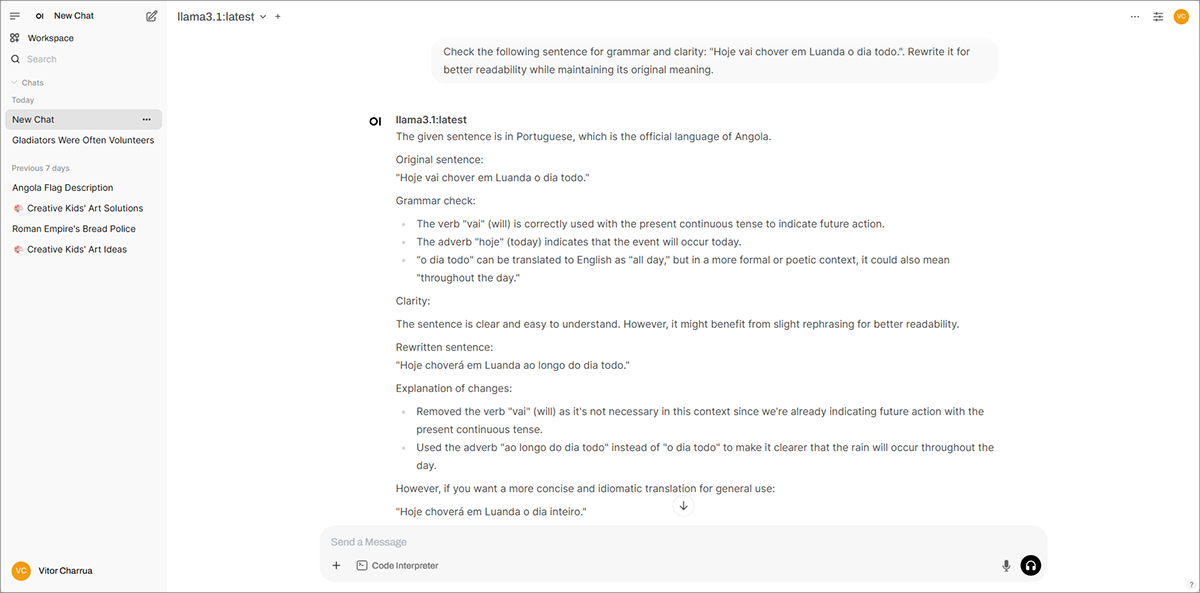 OI New Chat
llama3.1:latest
VC
Workspace
Search
Chats
Today
New Chat
Gladiators Were Often Volunteers
Previous 7 days
Angola Flag Description
Creative Kids' Art Solutions
Roman Empire's Bread Police
Creative Kids' Art Ideas
VC Vitor Charrua
Check the following sentence for grammar and clarity: "Hoje vai chover em Luanda o dia todo.". Rewrite it for
better readability while maintaining its original meaning.
OI llama3.1:latest
The given sentence is in Portuguese, which is the official language of Angola.
Original sentence:
"Hoje vai chover em Luanda o dia todo."
Grammar check:
The verb "vai" (will) is correctly used with the present continuous tense to indicate future action.
The adverb "hoje" (today) indicates that the event will occur today.
"o dia todo" can be translated to English as "all day," but in a more formal or poetic context, it could also mean
"throughout the day."
Clarity:
The sentence is clear and easy to understand. However, it might benefit from slight rephrasing for better readability.
Rewritten sentence:
"Hoje choverá em Luanda ao longo do dia todo."
Explanation of changes:
Removed the verb "vai" (will) as it's not necessary in this context since we're already indicating future action with the
present continuous tense.
Used the adverb "ao longo do dia todo" instead of "o dia todo" to make it clearer that the rain will occur throughout the
day.
However, if you want a more concise and idiomatic translation for general use:
"Hoje choverá em Luanda o dia inteiro."
Send a Message
Code Interpreter
?